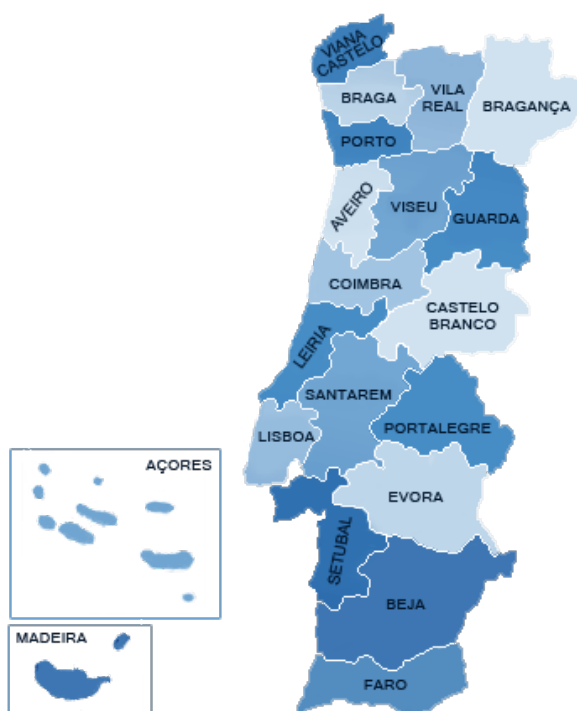 VIANA
CASTELO
BRAGA
VILA
REAL
BRAGANÇA
PORTO
AVEIRO
VISEU
GUARDA
COIMBRA
CASTELO
BRANCO
LEIRIA
SANTAREM
LISBOA
PORTALEGRE
AÇORES
EVORA
SETUBAL
BEJA
MADEIRA
FARO